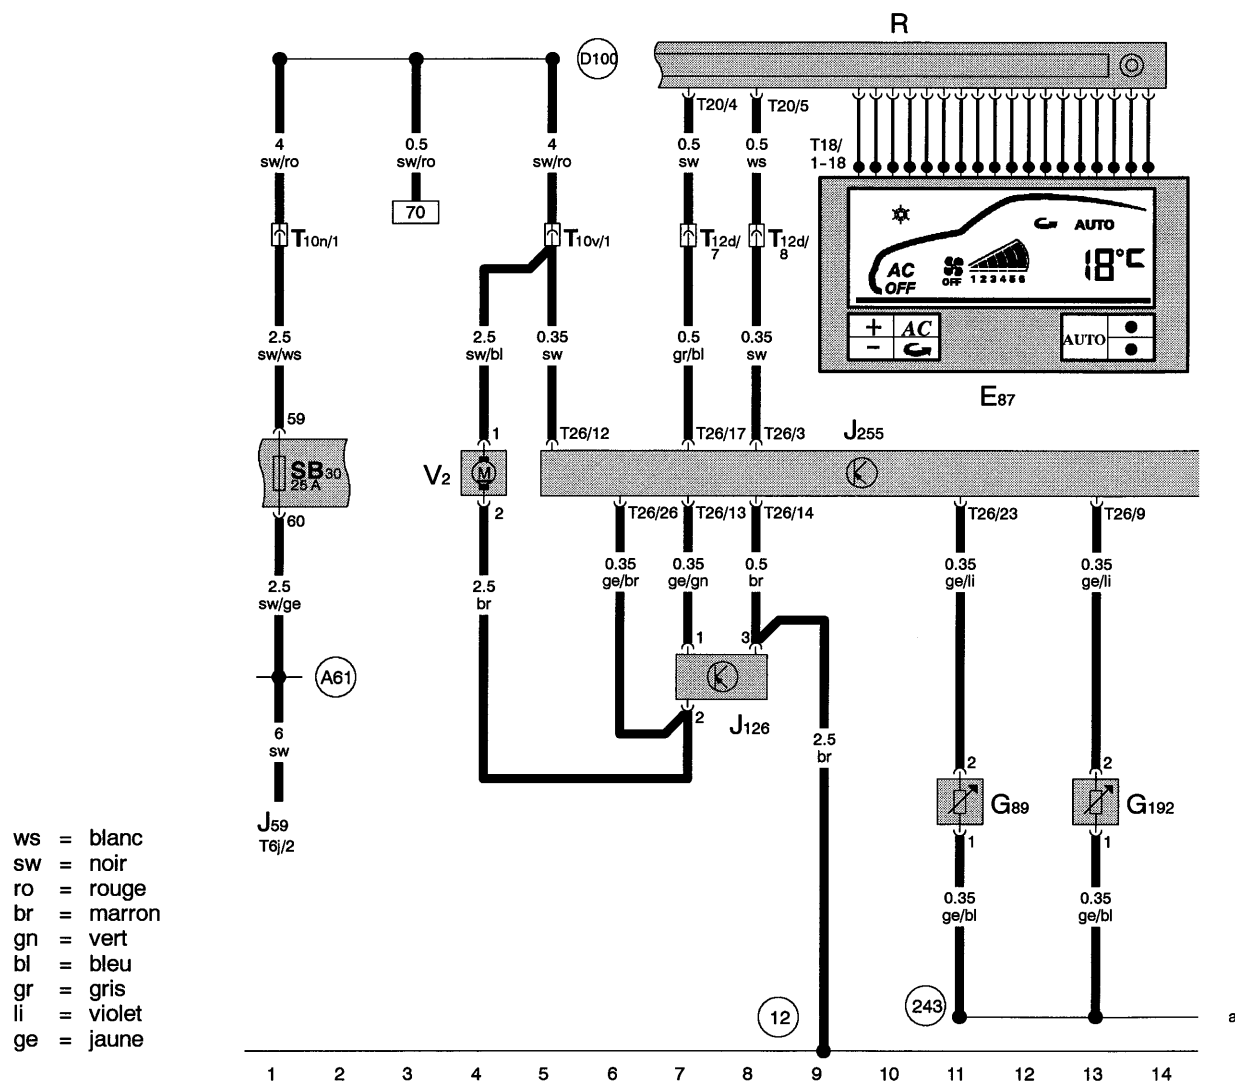 R
D100
T20/4
T20/5
4
sw/ro
0.5
sw/ro
4
sw/ro
0.5
sw
0.5
ws
T18/
1-18
70
T10n/1
T10v/1
T12d/
7
T12d/
8
AUTO
AC
OFF
OFF
1 2 3 4 5 6
18°C
+
AC
−
AUTO
2.5
sw/ws
2.5
sw/bl
0.35
sw
0.5
gr/bl
0.35
sw
E87
59
1
T26/12
T26/17
T26/3
J255
SB30
25 A
V2
M
60
2
T26/26
T26/13
T26/14
T26/23
T26/9
2.5
sw/ge
2.5
br
0.35
ge/br
0.35
ge/gn
0.5
br
0.35
ge/li
0.35
ge/li
1
3
A61
2
J126
6
sw
2.5
br
2
2
G89
G192
J59
T6j/2
1
1
ws = blanc
sw = noir
ro = rouge
br = marron
gn = vert
bl = bleu
gr = gris
li = violet
ge = jaune
0.35
ge/bl
0.35
ge/bl
12
243
a
1 2 3 4 5 6 7 8 9 10 11 12 13 14